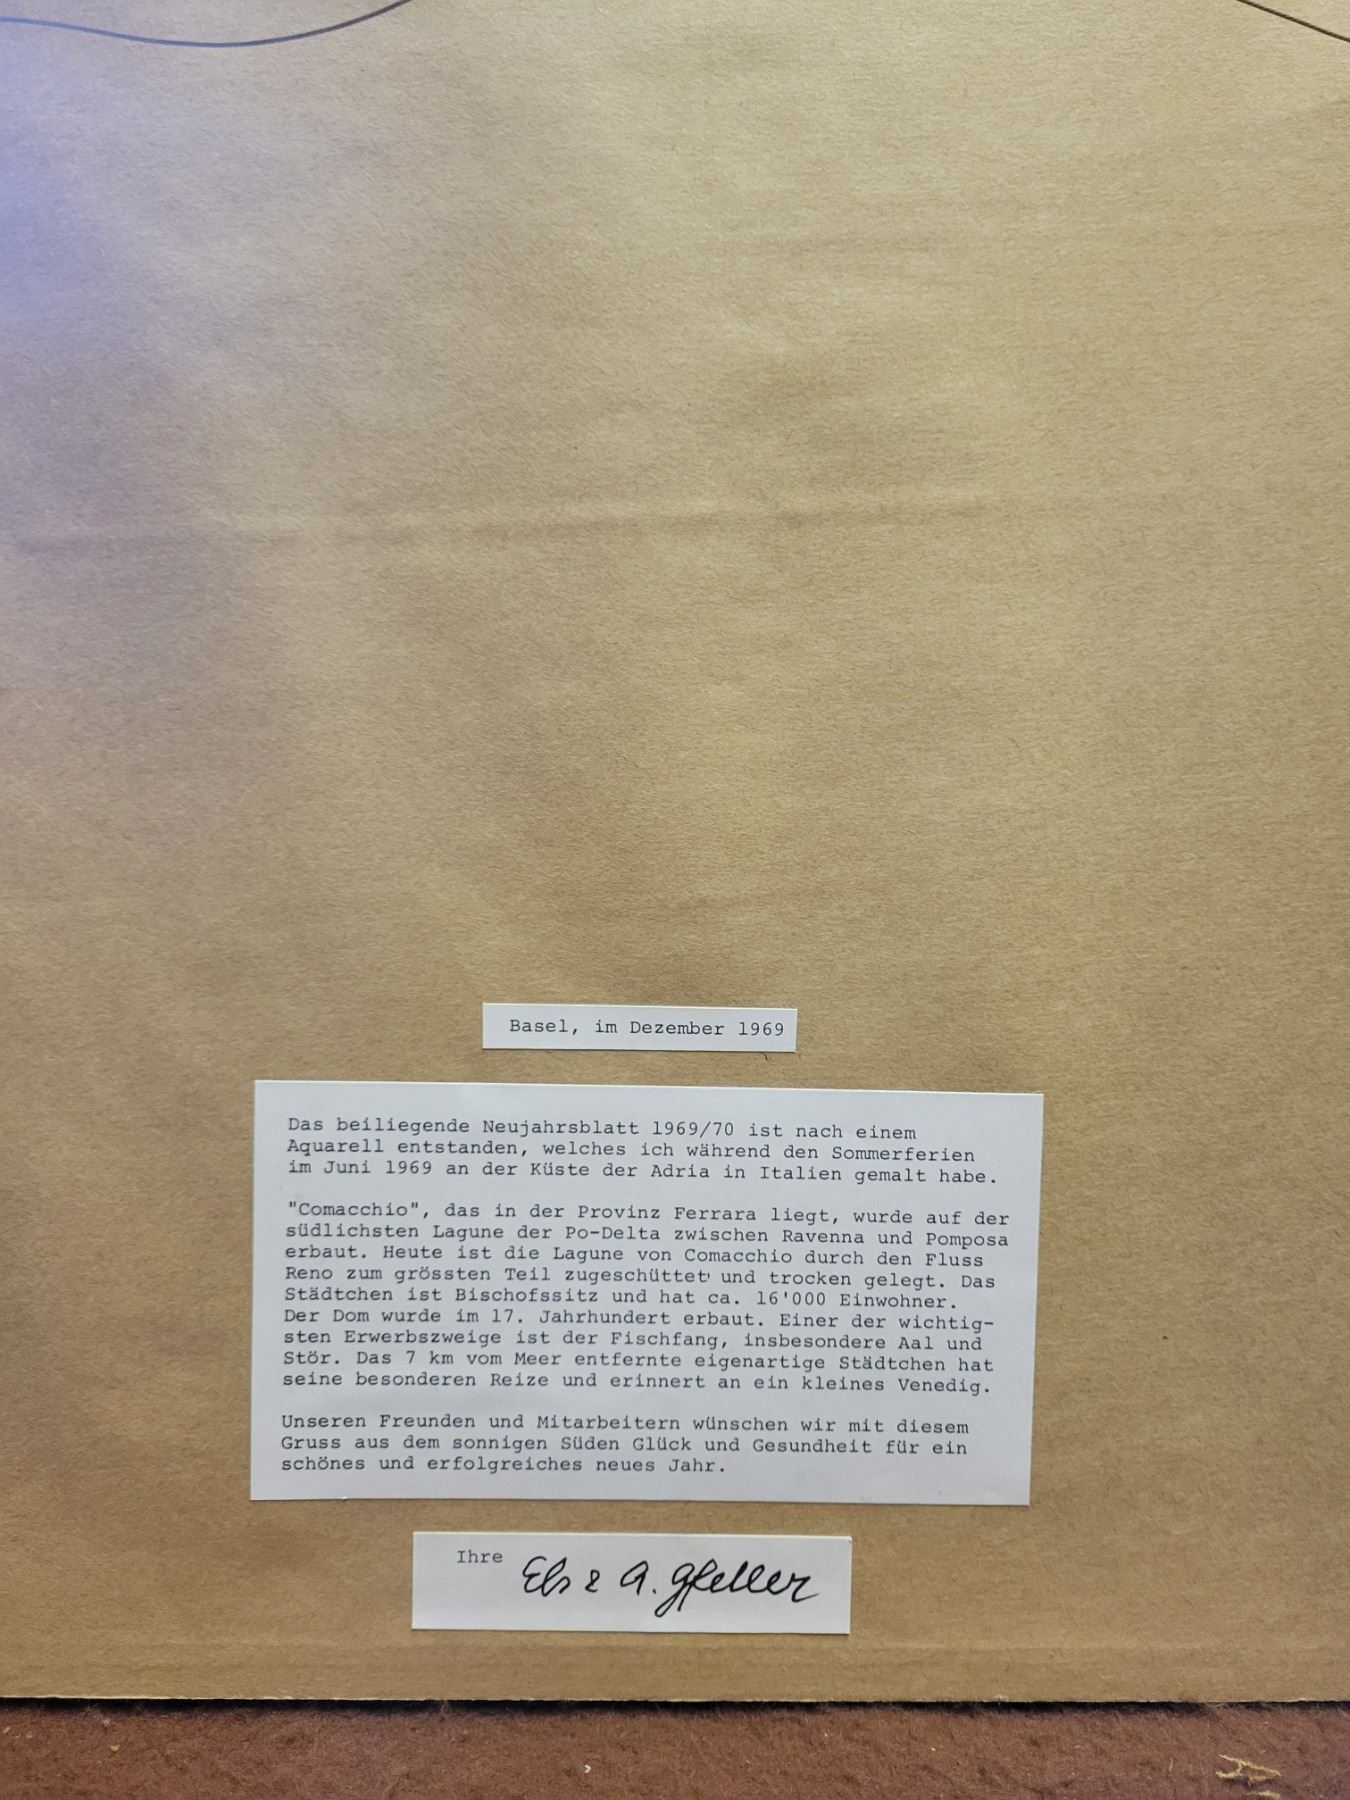 Basel, im Dezember 1969
Das beiliegende Neujahrsblatt 1969/70 ist nach einem
Aquarell entstanden, welches ich während den Sommerferien
im Juni 1969 an der Küste der Adria in Italien gemalt habe.
"Comacchio", das in der Provinz Ferrara liegt, wurde auf der
südlichsten Lagune der Po-Delta zwischen Ravenna und Pomposa
erbaut. Heute ist die Lagune von Comacchio durch den Fluss
Reno zum grössten Teil zugeschüttet und trocken gelegt. Das
Städtchen ist Bischofssitz und hat ca. 16'000 Einwohner.
Der Dom wurde im 17. Jahrhundert erbaut. Einer der wichtig-
sten Erwerbszweige ist der Fischfang, insbesondere Aal und
Stör. Das 7 km vom Meer entfernte eigenartige Städtchen hat
seine besonderen Reize und erinnert an ein kleines Venedig.
Unseren Freunden und Mitarbeitern wünschen wir mit diesem
Gruss aus dem sonnigen Süden Glück und Gesundheit für ein
schönes und erfolgreiches neues Jahr.
Ihre Els & A. Gfeller